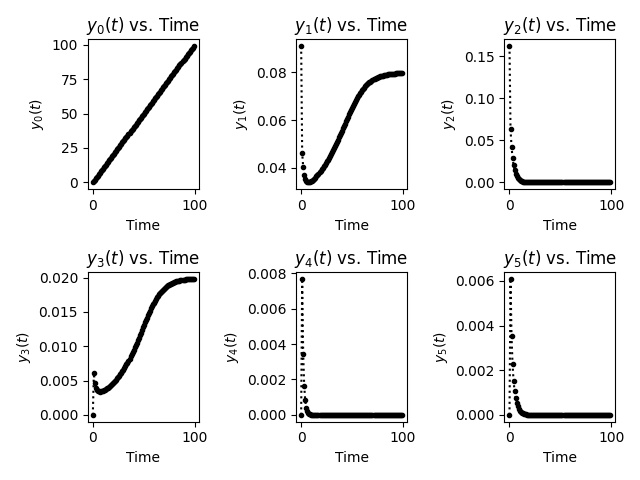 y₀(t) vs. Time
y₁(t) vs. Time
y₂(t) vs. Time
y₀(t)
100
75
50
25
0
0
100
Time
y₁(t)
0.08
0.06
0.04
0
100
Time
y₂(t)
0.15
0.10
0.05
0.00
0
100
Time
y₃(t) vs. Time
y₄(t) vs. Time
y₅(t) vs. Time
y₃(t)
0.020
0.015
0.010
0.005
0.000
0
100
Time
y₄(t)
0.008
0.006
0.004
0.002
0.000
0
100
Time
y₅(t)
0.006
0.004
0.002
0.000
0
100
Time